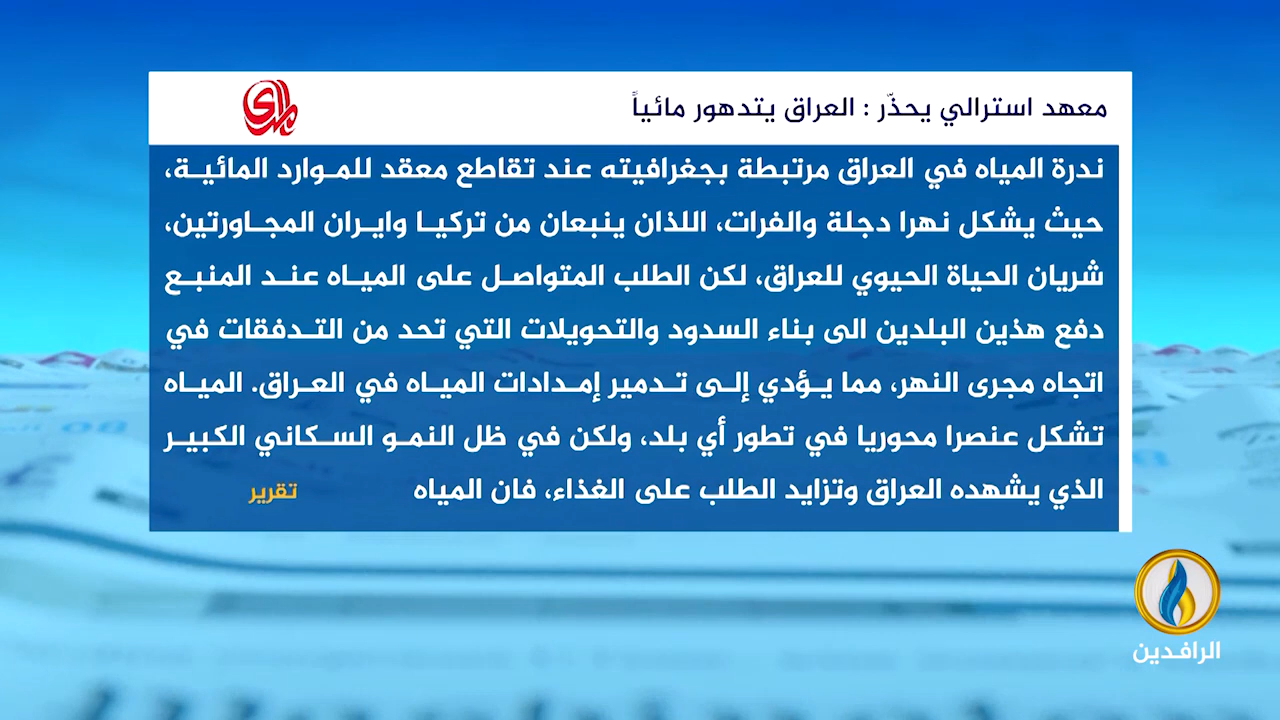 معهد استرالي يحذّر : العراق يتدهور مائياً
المدى
ندرة المياه في العراق مرتبطة بجغرافيته عند تقاطع معقد للموارد المائية،
حيث يشكل نهرا دجلة والفرات، اللذان ينبعان من تركيا وايران المجاورتين،
شريان الحياة الحيوي للعراق، لكن الطلب المتواصل على المياه عند المنبع
دفع هذين البلدين الى بناء السدود والتحويلات التي تحد من التدفقات في
اتجاه مجرى النهر، مما يؤدي إلى تدمير إمدادات المياه في العراق. المياه
تشكل عنصرا محوريا في تطور أي بلد، ولكن في ظل النمو السكاني الكبير
الذي يشهده العراق وتزايد الطلب على الغذاء، فان المياه
تقرير
الرافدين